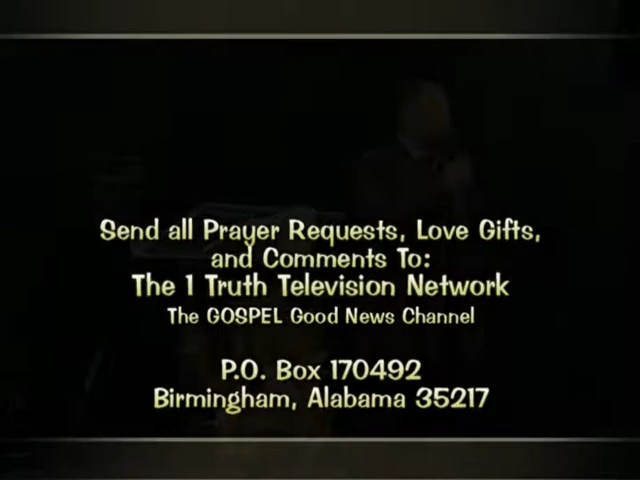 Send all Prayer Requests, Love Gifts,
and Comments To:
The 1 Truth Television Network
The GOSPEL Good News Channel
P.O. Box 170492
Birmingham, Alabama 35217